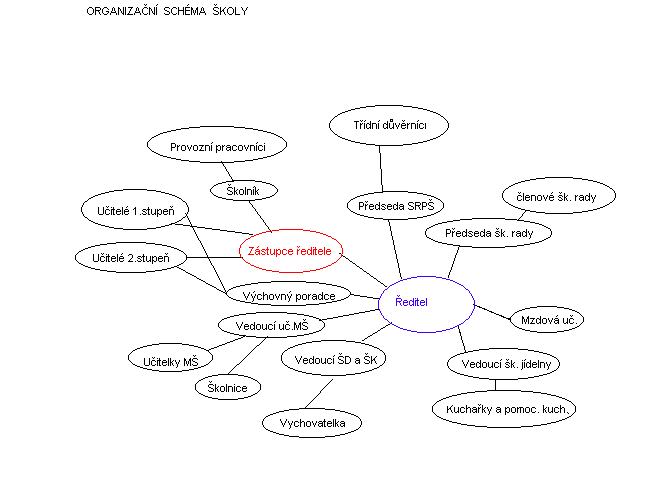 ORGANIZAČNÍ SCHÉMA ŠKOLY
Třídní důvěrníci
Provozní pracovníci
Školník
členové šk. rady
Předseda SRPŠ
Učitelé 1.stupeň
Předseda šk. rady
Zástupce ředitele
Učitelé 2.stupeň
Výchovný poradce
Ředitel
Mzdová uč.
Vedoucí uč.MŠ
Učitelky MŠ
Vedoucí ŠD a ŠK
Vedoucí šk. jídelny
Školnice
Kuchařky a pomoc. kuch.
Vychovatelka